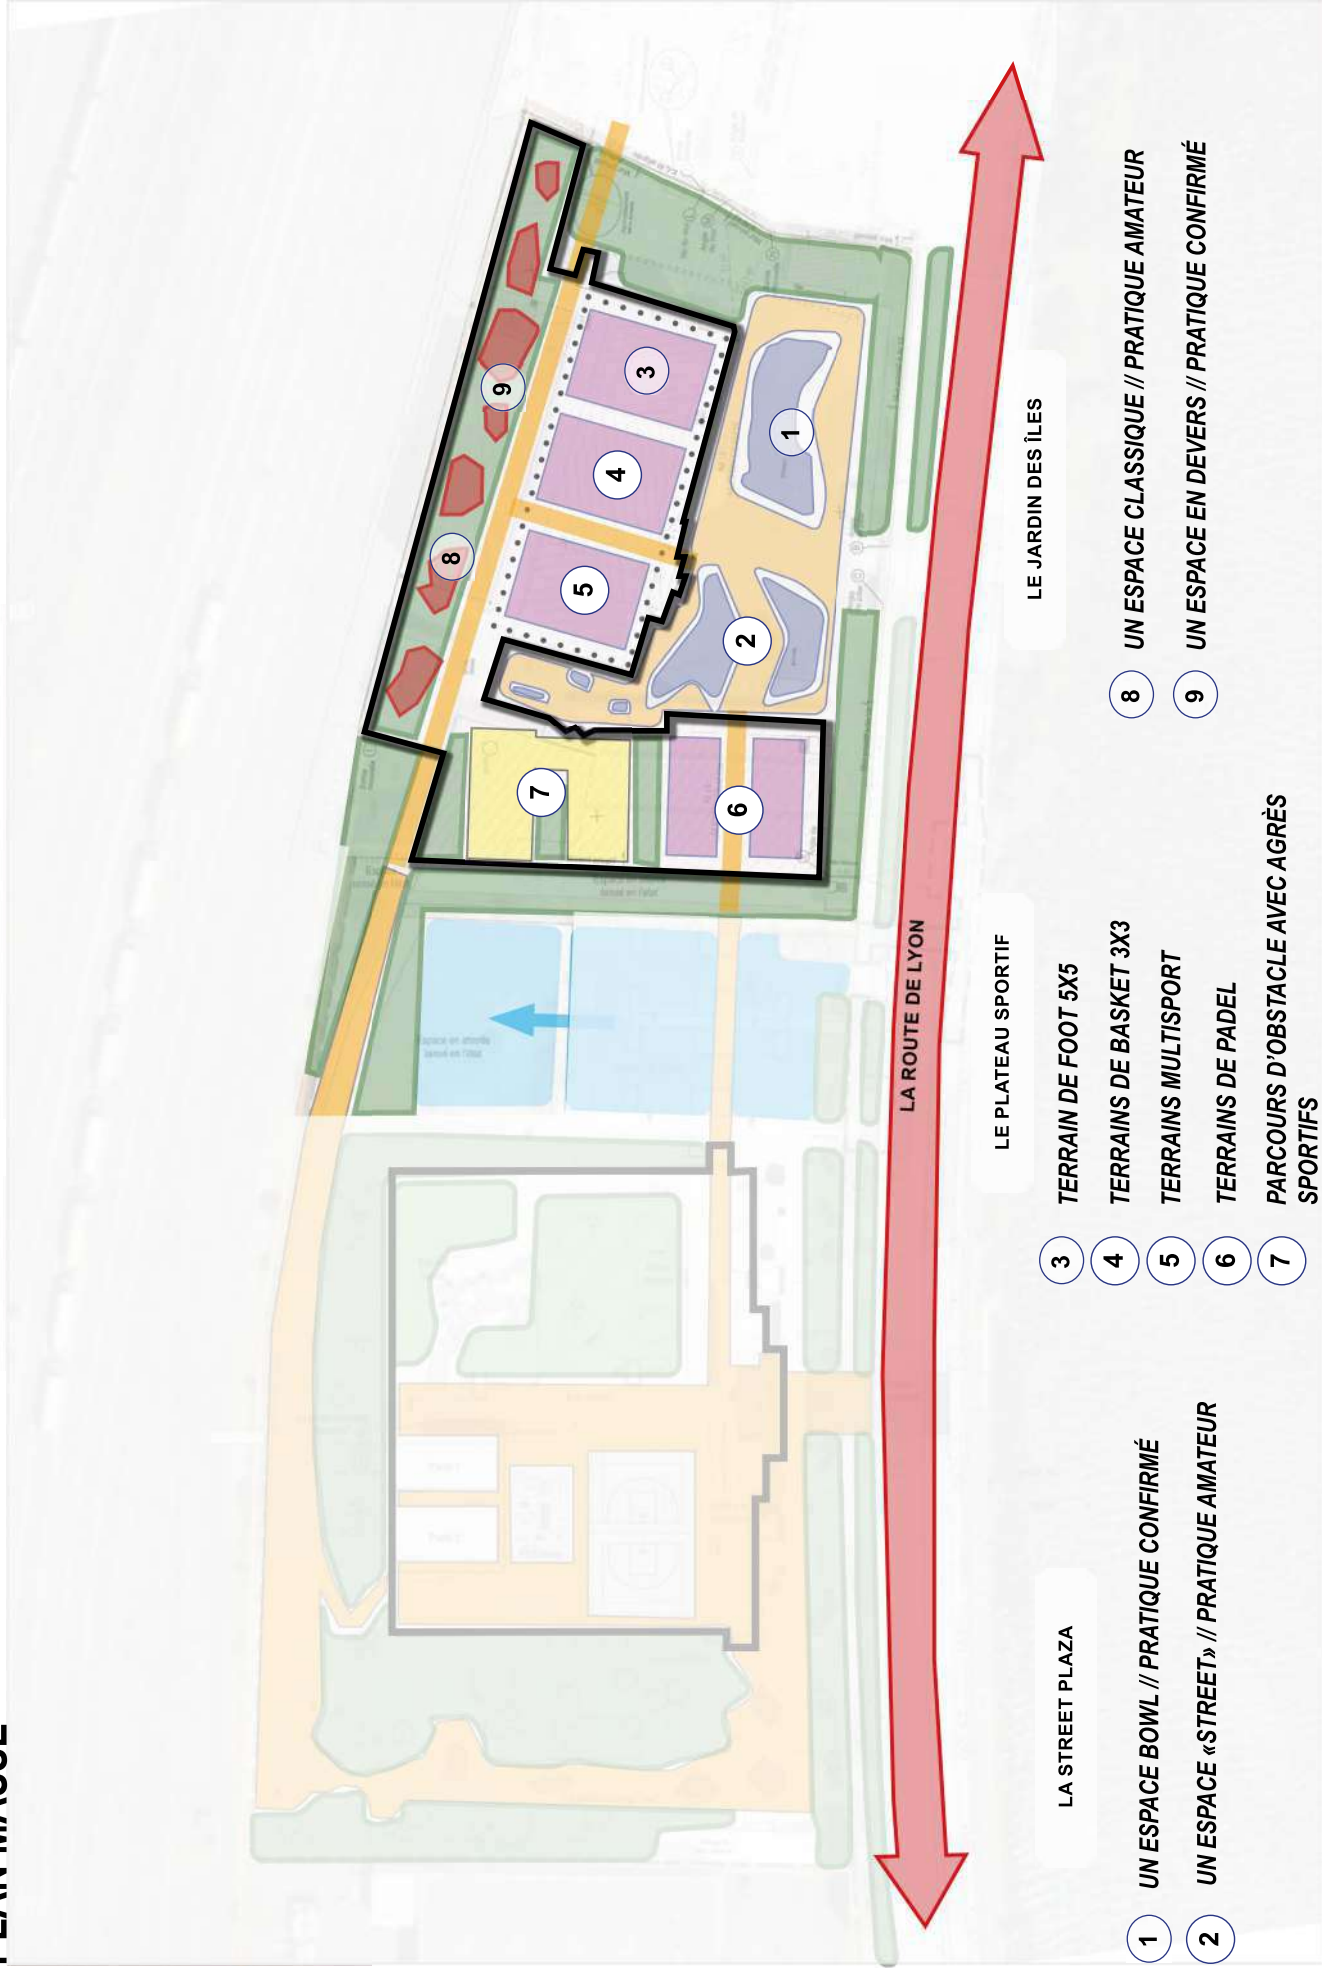 LA ROUTE DE LYON
LA STREET PLAZA
1 UN ESPACE BOWL // PRATIQUE CONFIRMÉ
2 UN ESPACE «STREET» // PRATIQUE AMATEUR
LE PLATEAU SPORTIF
3 TERRAIN DE FOOT 5X5
4 TERRAINS DE BASKET 3X3
5 TERRAINS MULTISPORT
6 TERRAINS DE PADEL
7 PARCOURS D'OBSTACLE AVEC AGRÈS
SPORTIFS
LE JARDIN DES ÎLES
8 UN ESPACE CLASSIQUE // PRATIQUE AMATEUR
9 UN ESPACE EN DEVERS // PRATIQUE CONFIRMÉ
7
6
8
5
2
4
9
3
1